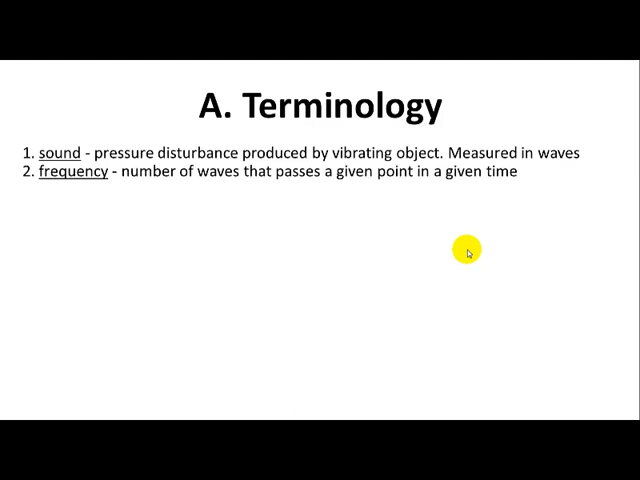 A. Terminology
1. sound - pressure disturbance produced by vibrating object. Measured in waves
2. frequency - number of waves that passes a given point in a given time